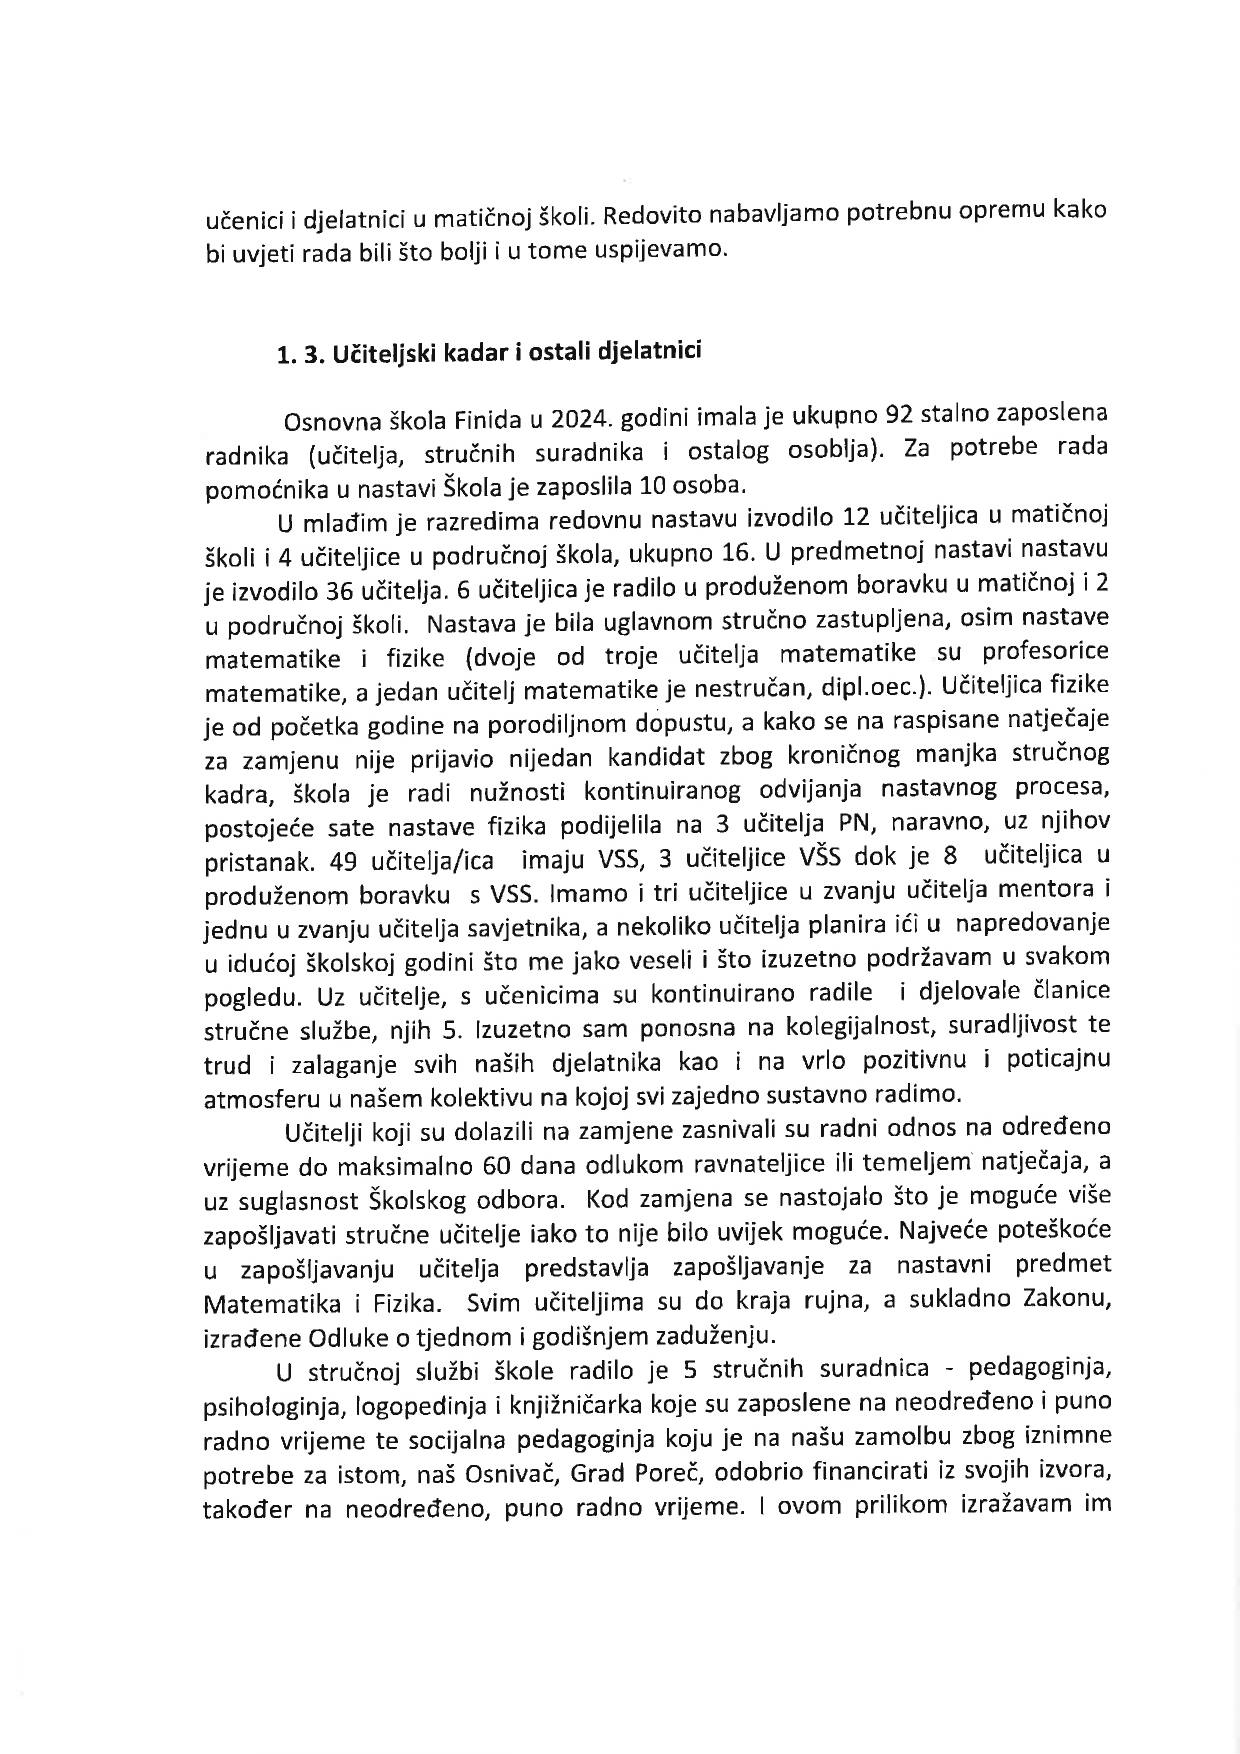 učenici i djelatnici u matičnoj školi. Redovito nabavljamo potrebnu opremu kako
bi uvjeti rada bili što bolji i u tome uspijevamo.
1. 3. Učiteljski kadar i ostali djelatnici
Osnovna škola Finida u 2024. godini imala je ukupno 92 stalno zaposlena
radnika (učitelja, stručnih suradnika i ostalog osoblja). Za potrebe rada
pomoćnika u nastavi Škola je zaposlila 10 osoba.
U mlađim je razredima redovnu nastavu izvodilo 12 učiteljica u matičnoj
školi i 4 učiteljice u područnoj škola, ukupno 16. U predmetnoj nastavi nastavu
je izvodilo 36 učitelja. 6 učiteljica je radilo u produženom boravku u matičnoj i 2
u područnoj školi. Nastava je bila uglavnom stručno zastupljena, osim nastave
matematike i fizike (dvoje od troje učitelja matematike su profesorice
matematike, a jedan učitelj matematike je nestručan, dipl.oec.). Učiteljica fizike
je od početka godine na porodiljnom dopustu, a kako se na raspisane natječaje
za zamjenu nije prijavio nijedan kandidat zbog kroničnog manjka stručnog
kadra, škola je radi nužnosti kontinuiranog odvijanja nastavnog procesa,
postojeće sate nastave fizika podijelila na 3 učitelja PN, naravno, uz njihov
pristanak. 49 učitelja/ica imaju VSS, 3 učiteljice VŠS dok je 8 učiteljica u
produženom boravku s VSS. Imamo i tri učiteljice u zvanju učitelja mentora i
jednu u zvanju učitelja savjetnika, a nekoliko učitelja planira ići u napredovanje
u idućoj školskoj godini što me jako veseli i što izuzetno podržavam u svakom
pogledu. Uz učitelje, s učenicima su kontinuirano radile i djelovale članice
stručne službe, njih 5. Izuzetno sam ponosna na kolegijalnost, suradljivost te
trud i zalaganje svih naših djelatnika kao i na vrlo pozitivnu i poticajnu
atmosferu u našem kolektivu na kojoj svi zajedno sustavno radimo.
Učitelji koji su dolazili na zamjene zasnivali su radni odnos na određeno
vrijeme do maksimalno 60 dana odlukom ravnateljice ili temeljem natječaja, a
uz suglasnost Školskog odbora. Kod zamjena se nastojalo što je moguće više
zapošljavati stručne učitelje iako to nije bilo uvijek moguće. Najveće poteškoće
u zapošljavanju učitelja predstavlja zapošljavanje za nastavni predmet
Matematika i Fizika. Svim učiteljima su do kraja rujna, a sukladno Zakonu,
izrađene Odluke o tjednom i godišnjem zaduženju.
U stručnoj službi škole radilo je 5 stručnih suradnica - pedagoginja,
psihologinja, logopedinja i knjižničarka koje su zaposlene na neodređeno i puno
radno vrijeme te socijalna pedagoginja koju je na našu zamolbu zbog iznimne
potrebe za istom, naš Osnivač, Grad Poreč, odobrio financirati iz svojih izvora,
također na neodređeno, puno radno vrijeme. I ovom prilikom izražavam im